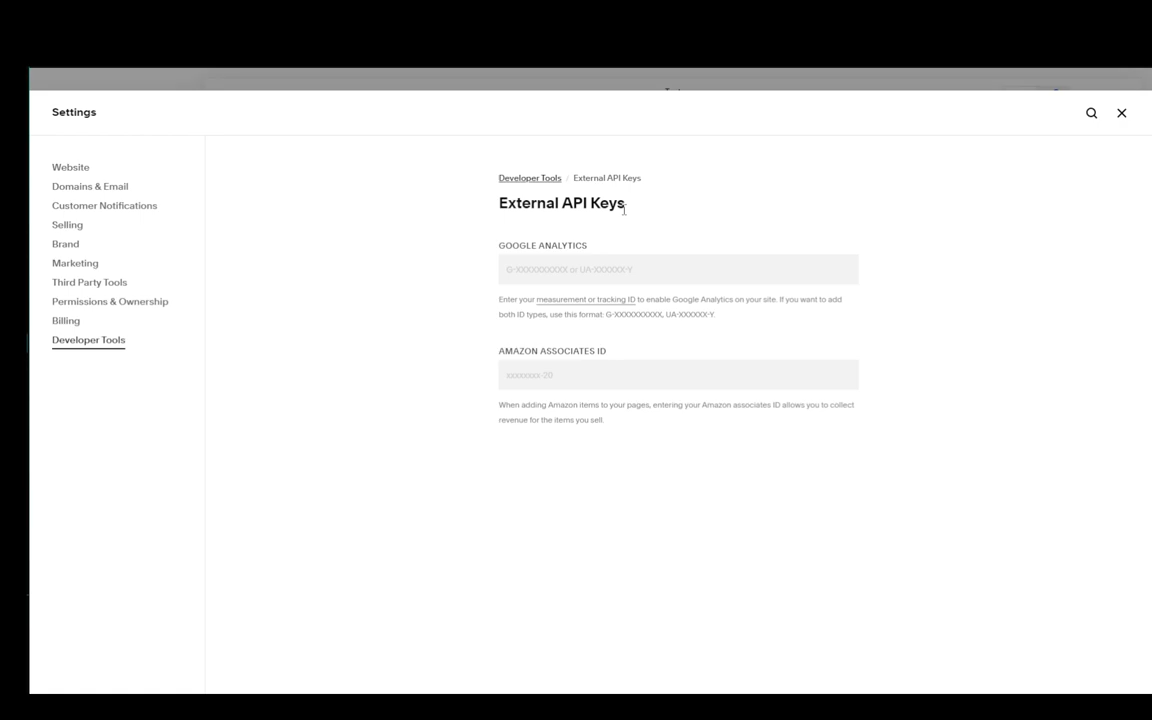 Settings
Website
Domains & Email
Customer Notifications
Selling
Brand
Marketing
Third Party Tools
Permissions & Ownership
Billing
Developer Tools
Developer Tools / External API Keys
External API Keys
GOOGLE ANALYTICS
G-XXXXXXXXXX or UA-XXXXXX-Y
Enter your measurement or tracking ID to enable Google Analytics on your site. If you want to add
both ID types, use this format: G-XXXXXXXXXX, UA-XXXXXX-Y.
AMAZON ASSOCIATES ID
xxxxxxxx-20
When adding Amazon items to your pages, entering your Amazon associates ID allows you to collect
revenue for the items you sell.